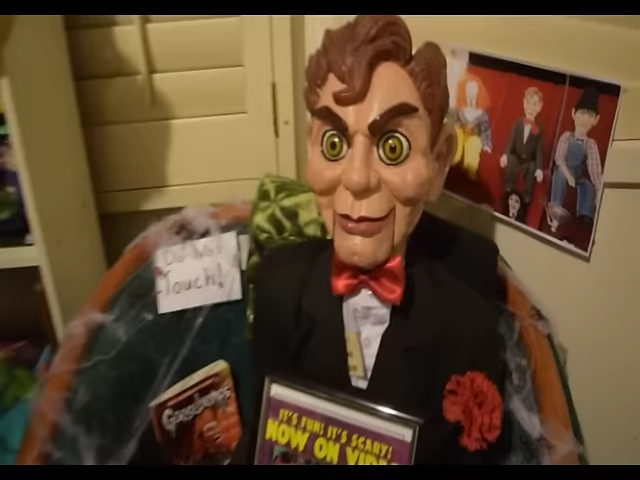 Do Not
Touch!
Goosebumps
IT'S FUN! IT'S SCARY!
NOW ON VIDEO